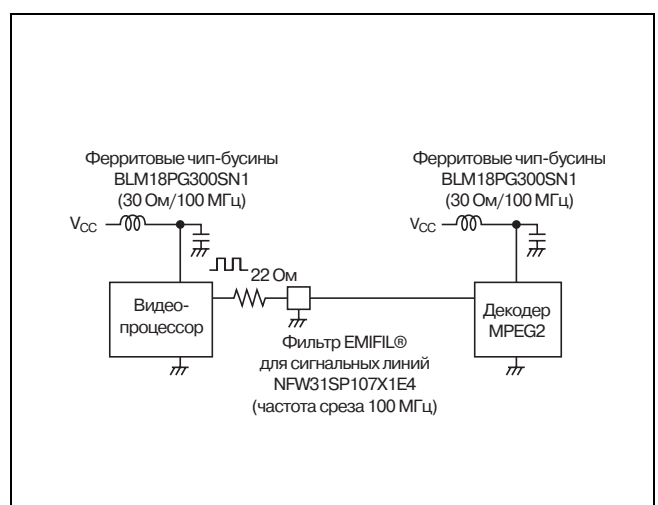 Ферритовые чип-бусины
BLM18PG300SN1
(30 Ом/100 МГц)
Ферритовые чип-бусины
BLM18PG300SN1
(30 Ом/100 МГц)
VCC
VCC
22 Ом
Видео-
процессор
Декодер
MPEG2
Фильтр EMIFIL®
для сигнальных линий
NFW31SP107X1E4
(частота среза 100 МГц)